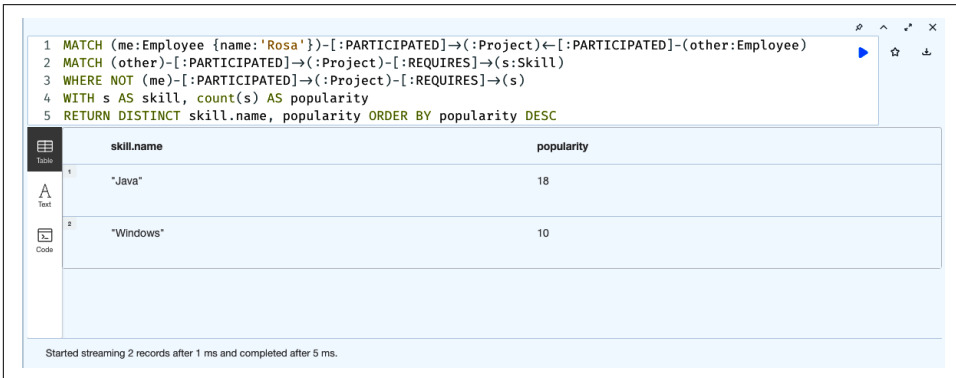 1 MATCH (me:Employee {name:'Rosa'})-[:PARTICIPATED]→(:Project)←[:PARTICIPATED]-(other:Employee)
2 MATCH (other)-[:PARTICIPATED]→(:Project)-[:REQUIRES]→(s:Skill)
3 WHERE NOT (me)-[:PARTICIPATED]→(:Project)-[:REQUIRES]→(s)
4 WITH s AS skill, count(s) AS popularity
5 RETURN DISTINCT skill.name, popularity ORDER BY popularity DESC
Table
A
Text
Code
skill.name popularity
1 "Java" 18
2 "Windows" 10
Started streaming 2 records after 1 ms and completed after 5 ms.